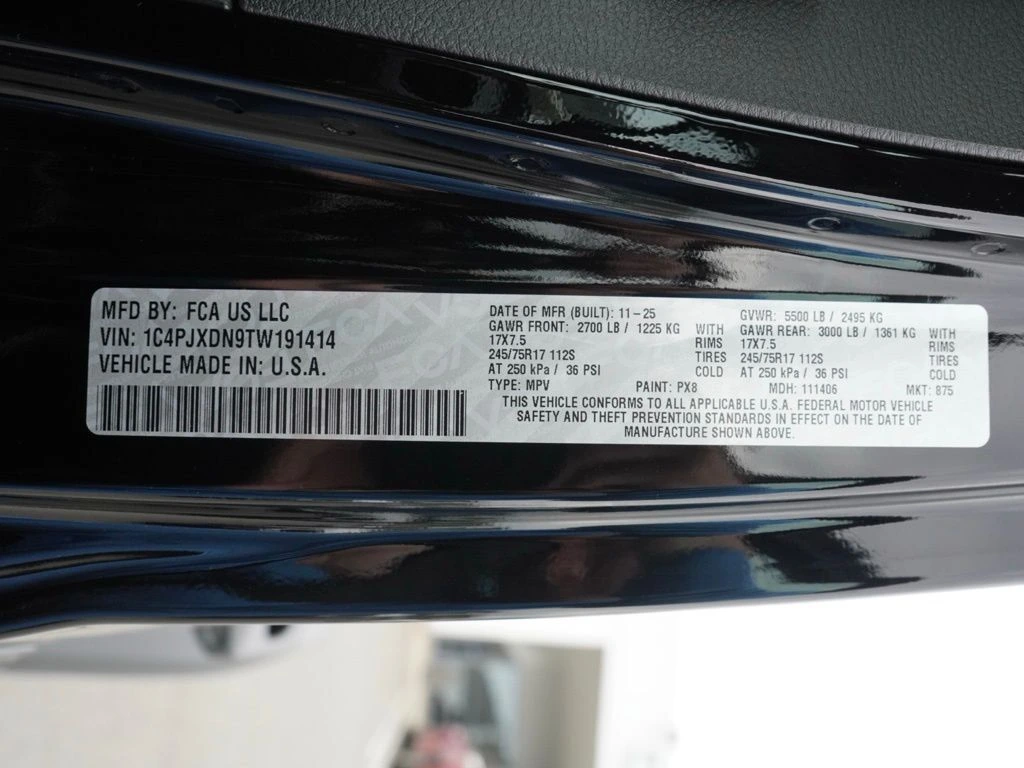 MFD BY: FCA US LLC
VIN: 1C4PJXDN9TW191414
VEHICLE MADE IN: U.S.A.
DATE OF MFR (BUILT): 11-25 GVWR: 5500 LB / 2495 KG
GAWR FRONT: 2700 LB / 1225 KG WITH GAWR REAR: 3000 LB / 1361 KG WITH
17X7.5 RIMS 17X7.5 RIMS
245/75R17 112S TIRES 245/75R17 112S TIRES
AT 250 kPa / 36 PSI COLD AT 250 kPa / 36 PSI COLD
TYPE: MPV PAINT: PX8 MDH: 111406 MKT: 875
THIS VEHICLE CONFORMS TO ALL APPLICABLE U.S.A. FEDERAL MOTOR VEHICLE
SAFETY AND THEFT PREVENTION STANDARDS IN EFFECT ON THE DATE OF
MANUFACTURE SHOWN ABOVE.